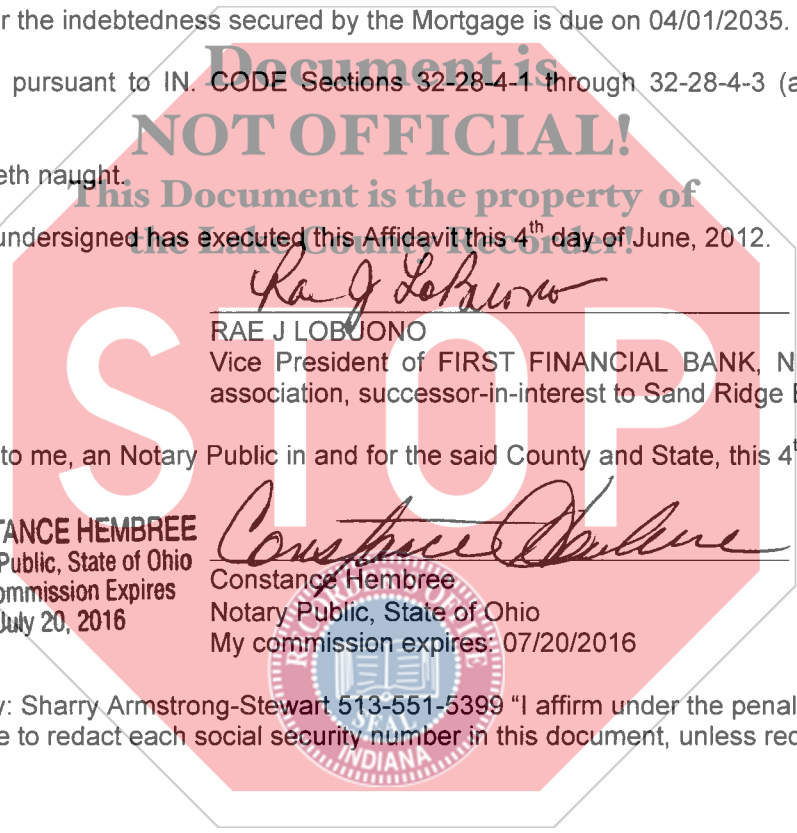 r the indebtedness secured by the Mortgage is due on 04/01/2035.
Document is
pursuant to IN. CODE Sections 32-28-4-1 through 32-28-4-3 (a
NOT OFFICIAL!
eth naught.
This Document is the property of
the Lake County Recorder!
undersigned has executed this Affidavit this 4th day of June, 2012.
Rae J LoBuono
RAE J LOBUONO
Vice President of FIRST FINANCIAL BANK, N
association, successor-in-interest to Sand Ridge B
STOP
to me, an Notary Public in and for the said County and State, this 4t
TANCE HEMBREE
Public, State of Ohio
ommission Expires
July 20, 2016
Constance Hembree
Constance Hembree
Notary Public, State of Ohio
My commission expires: 07/20/2016
RECORDER'S OFFICE
SEAL
INDIANA
y: Sharry Armstrong-Stewart 513-551-5399 “I affirm under the penal
e to redact each social security number in this document, unless req